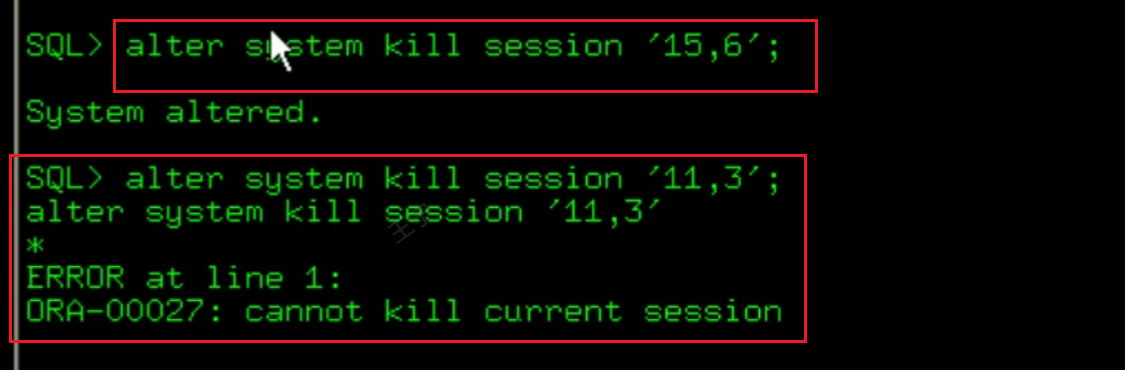 SQL> alter system kill session '15,6';
System altered.
SQL> alter system kill session '11,3';
alter system kill session '11,3'
*
ERROR at line 1:
ORA-00027: cannot kill current session